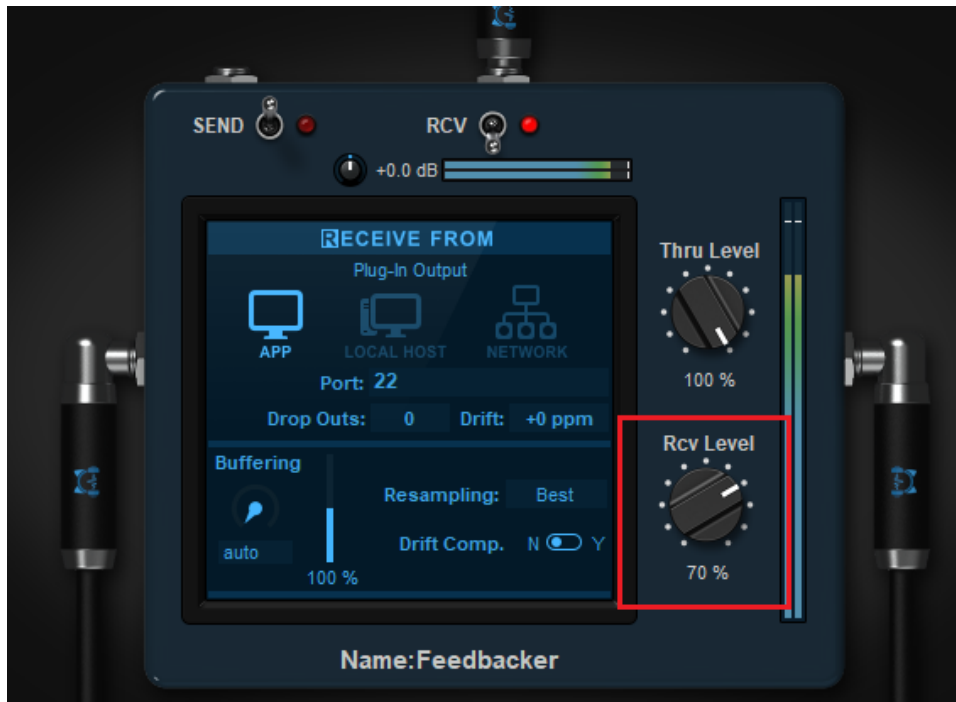 SEND
RCV
+0.0 dB
RECEIVE FROM
Plug-In Output
APP
LOCAL HOST
NETWORK
Port: 22
Drop Outs: 0 Drift: +0 ppm
Buffering
auto
100 %
Resampling: Best
Drift Comp. N Y
Thru Level
100 %
Rcv Level
70 %
Name:Feedbacker